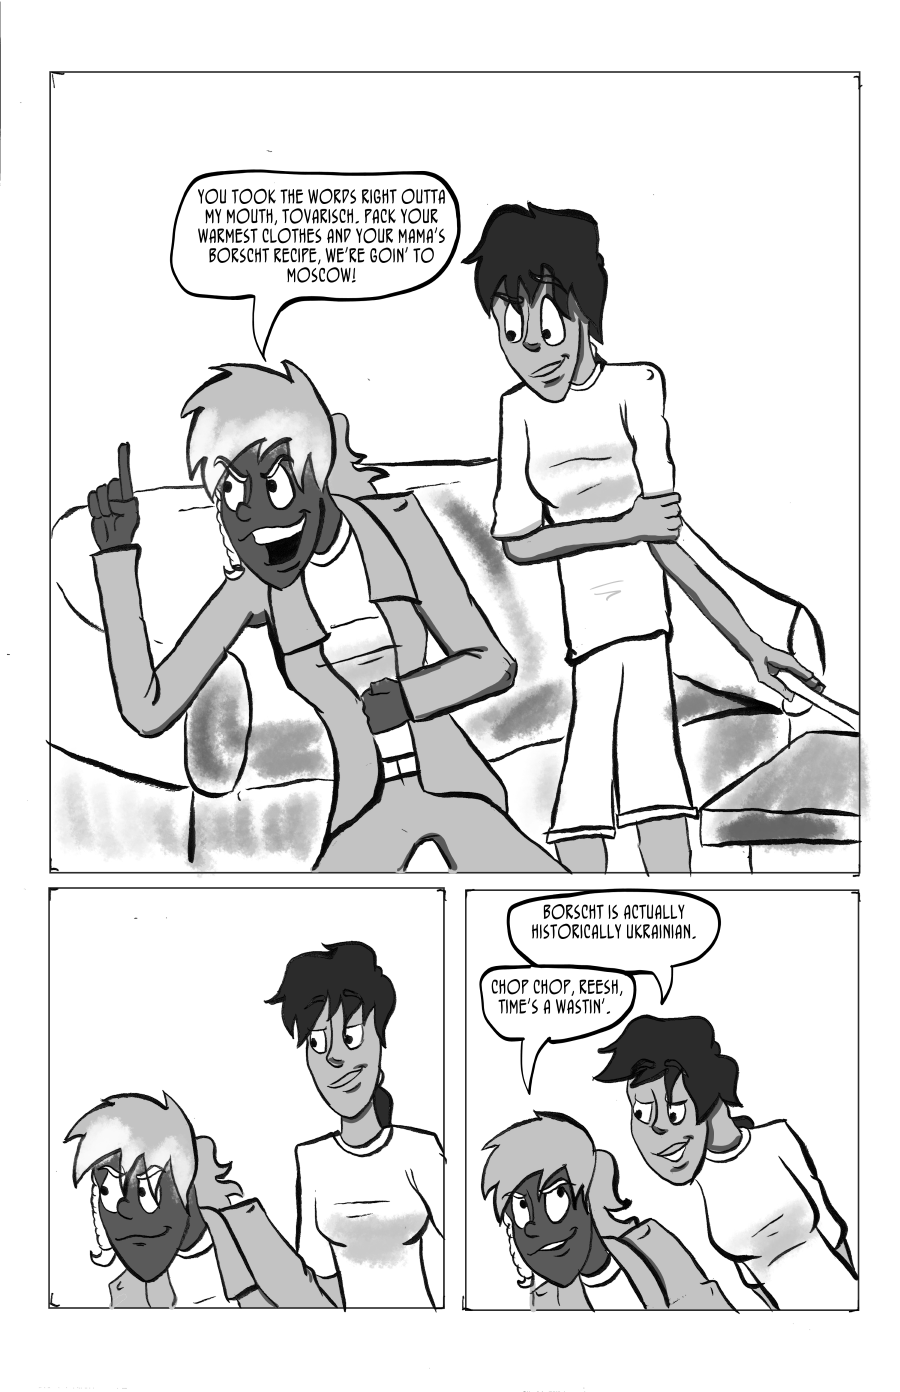 YOU TOOK THE WORDS RIGHT OUTTA
MY MOUTH, TOVARISCH. PACK YOUR
WARMEST CLOTHES AND YOUR MAMA'S
BORSCHT RECIPE, WE'RE GOIN' TO
MOSCOW!
BORSCHT IS ACTUALLY
HISTORICALLY UKRAINIAN.
CHOP CHOP, REESH,
TIME'S A WASTIN'.